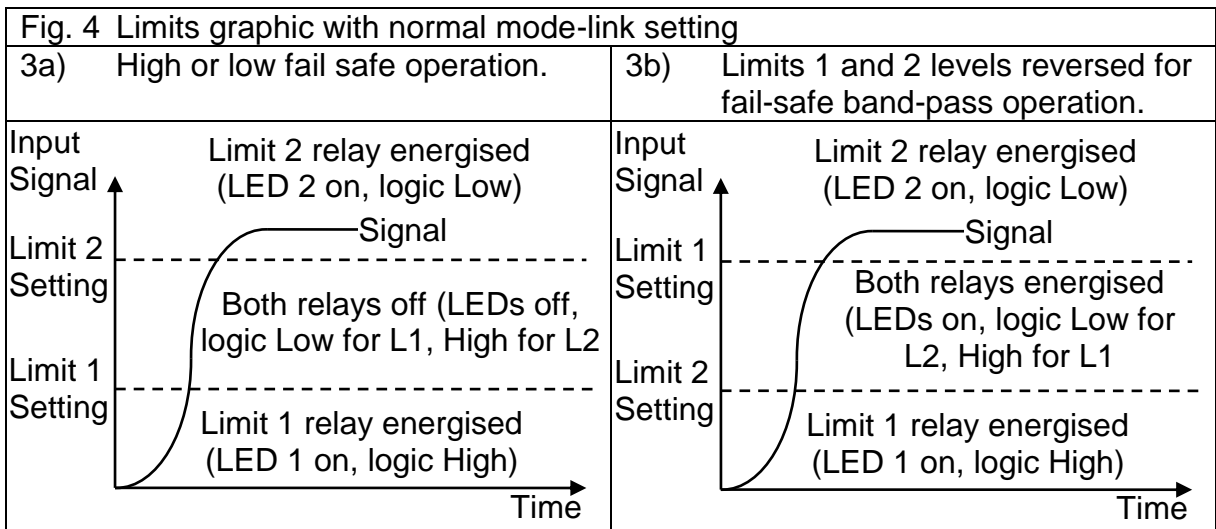 Fig. 4 Limits graphic with normal mode-link setting
3a) High or low fail safe operation.
3b) Limits 1 and 2 levels reversed for
fail-safe band-pass operation.
Input
Signal
Limit 2 relay energised
(LED 2 on, logic Low)
Signal
Limit 2
Setting
Both relays off (LEDs off,
logic Low for L1, High for L2
Limit 1
Setting
Limit 1 relay energised
(LED 1 on, logic High)
Time
Input
Signal
Limit 2 relay energised
(LED 2 on, logic Low)
Signal
Limit 1
Setting
Both relays energised
(LEDs on, logic Low for
L2, High for L1
Limit 2
Setting
Limit 1 relay energised
(LED 1 on, logic High)
Time